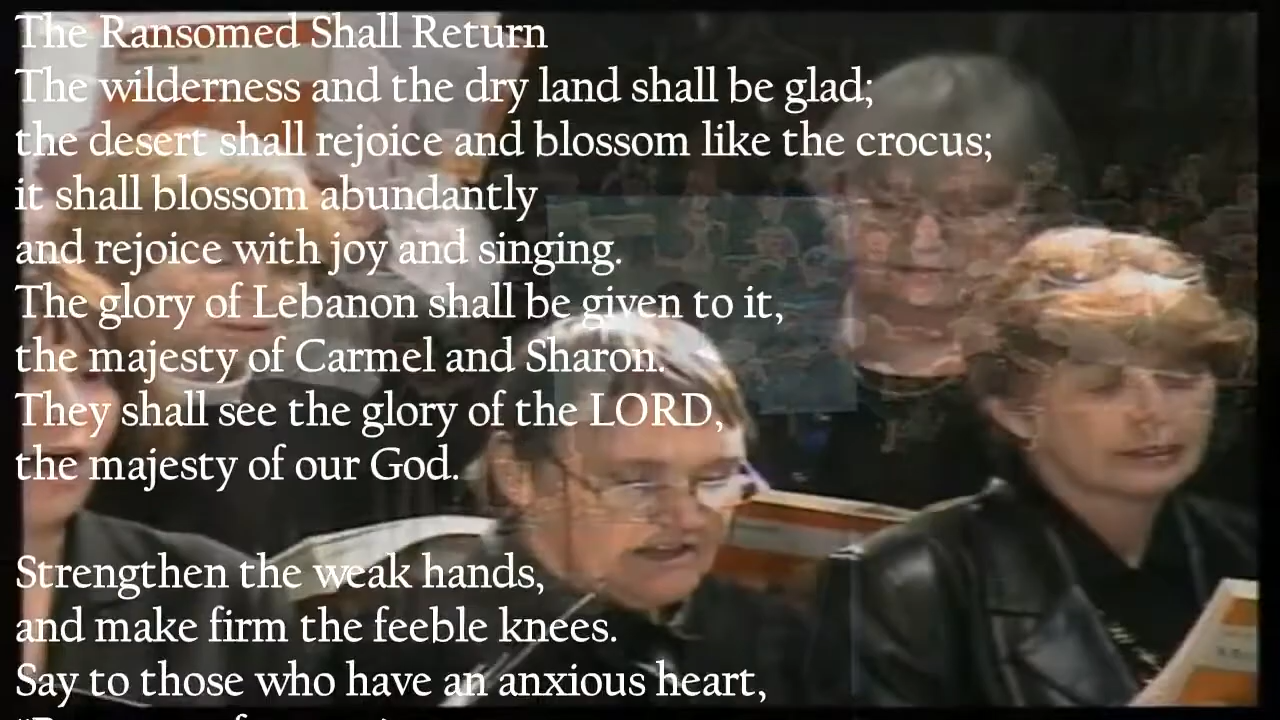 The Ransomed Shall Return
The wilderness and the dry land shall be glad;
the desert shall rejoice and blossom like the crocus;
it shall blossom abundantly
and rejoice with joy and singing.
The glory of Lebanon shall be given to it,
the majesty of Carmel and Sharon.
They shall see the glory of the LORD,
the majesty of our God.
Strengthen the weak hands,
and make firm the feeble knees.
Say to those who have an anxious heart,